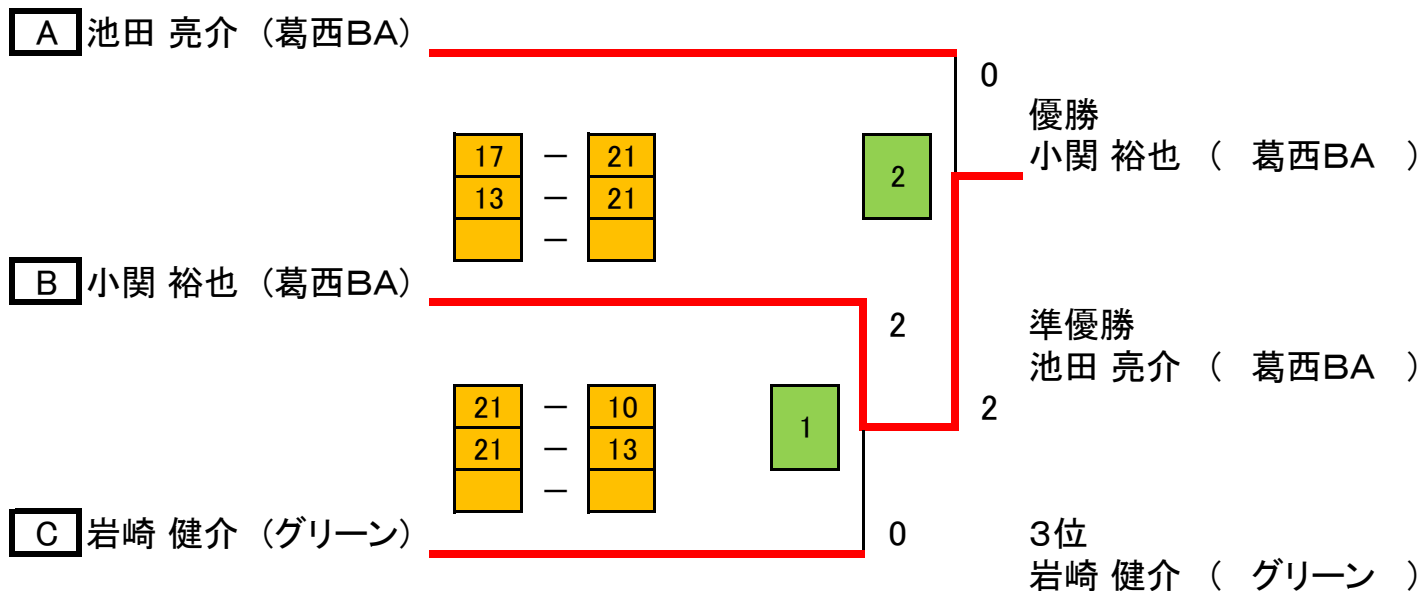 A 池田 亮介 (葛西BA)
0
優勝
17 － 21
2
小関 裕也 ( 葛西BA )
13 － 21
－
B 小関 裕也 (葛西BA)
2
準優勝
池田 亮介 ( 葛西BA )
21 － 10
1
2
21 － 13
－
C 岩崎 健介 (グリーン)
0
3位
岩崎 健介 ( グリーン )